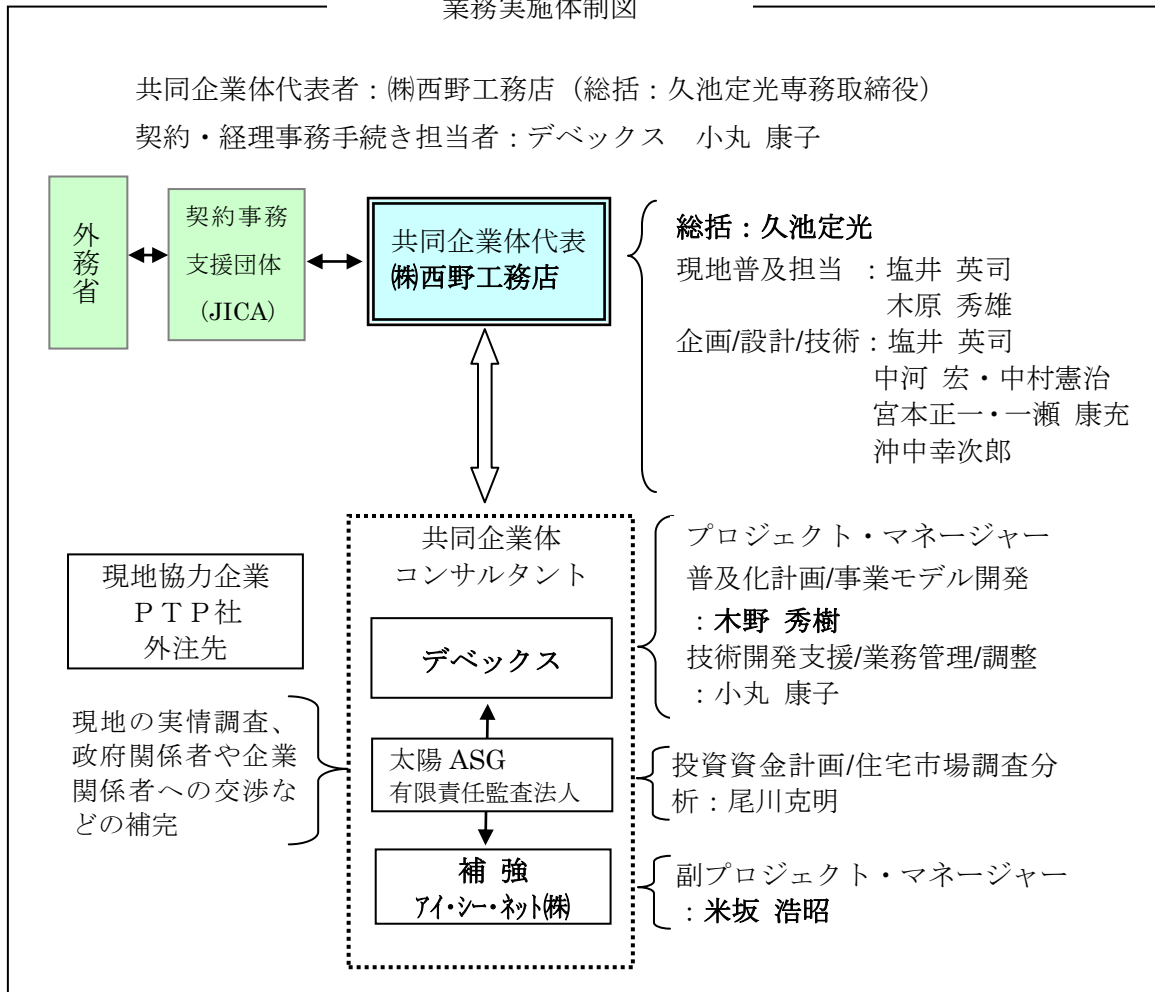 業務実施体制図
共同企業体代表者：㈱西野工務店（総括：久池定光専務取締役）
契約・経理事務手続き担当者：デベックス　小丸 康子
外務省
契約事務
支援団体
(JICA)
共同企業体代表
㈱西野工務店
総括：久池定光
現地普及担当　：塩井 英司
木原 秀雄
企画/設計/技術：塩井 英司
中河 宏・中村憲治
宮本正一・一瀬 康充
沖中幸次郎
現地協力企業
ＰＴＰ社
外注先
現地の実情調査、
政府関係者や企業
関係者への交渉な
どの補完
共同企業体
コンサルタント
デベックス
太陽 ASG
有限責任監査法人
補 強
アイ・シー・ネット㈱
プロジェクト・マネージャー
普及化計画/事業モデル開発
：木野 秀樹
技術開発支援/業務管理/調整
：小丸 康子
投資資金計画/住宅市場調査分
析：尾川克明
副プロジェクト・マネージャー
：米坂 浩昭